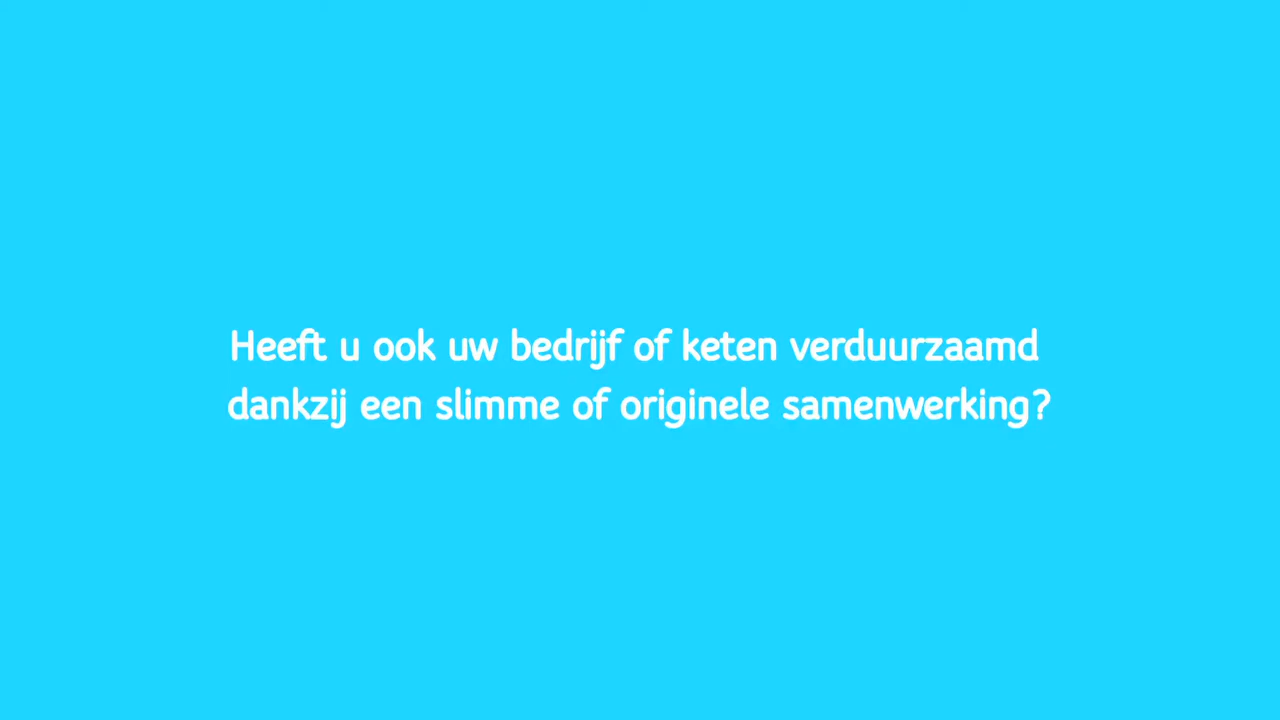 Heeft u ook uw bedrijf of keten verduurzaamd
dankzij een slimme of originele samenwerking?